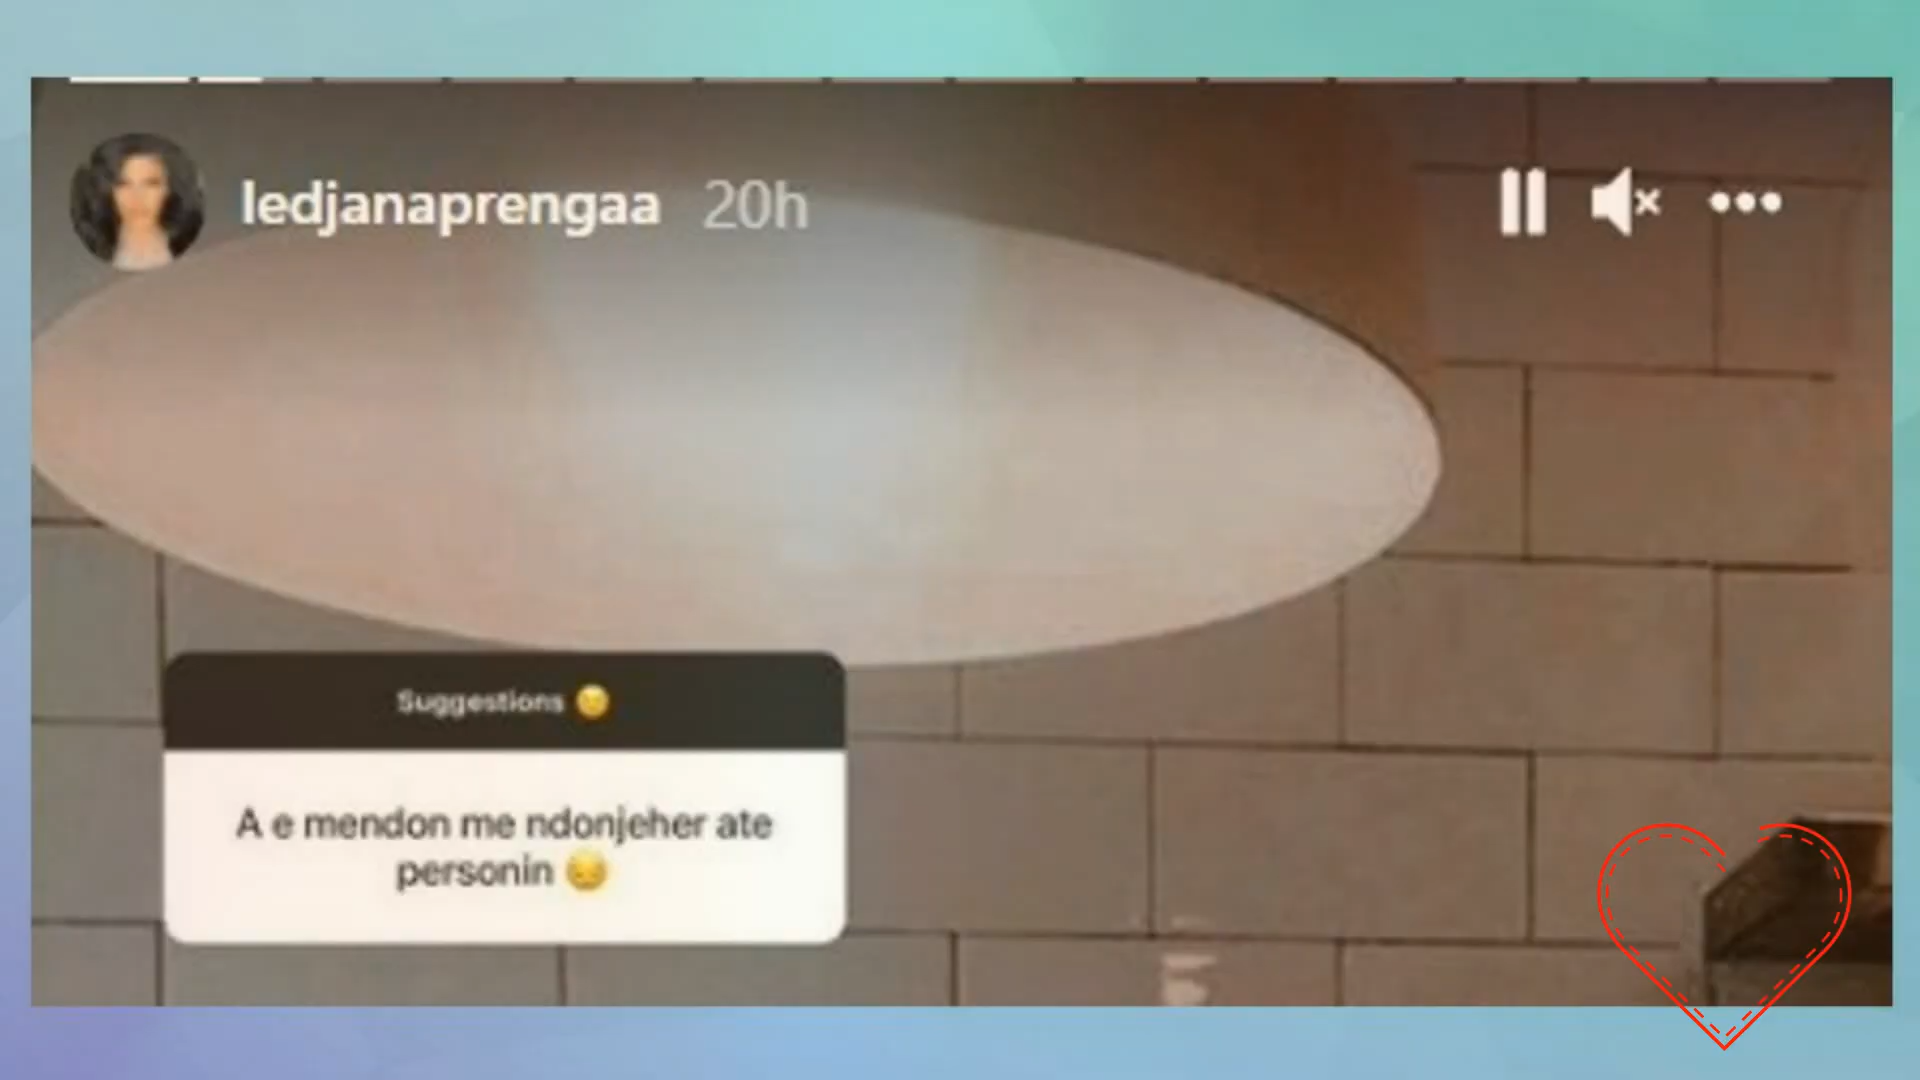 ledjanaprengaa 20h
Suggestions 😊
A e mendon me ndonjeher ate
personin 😔